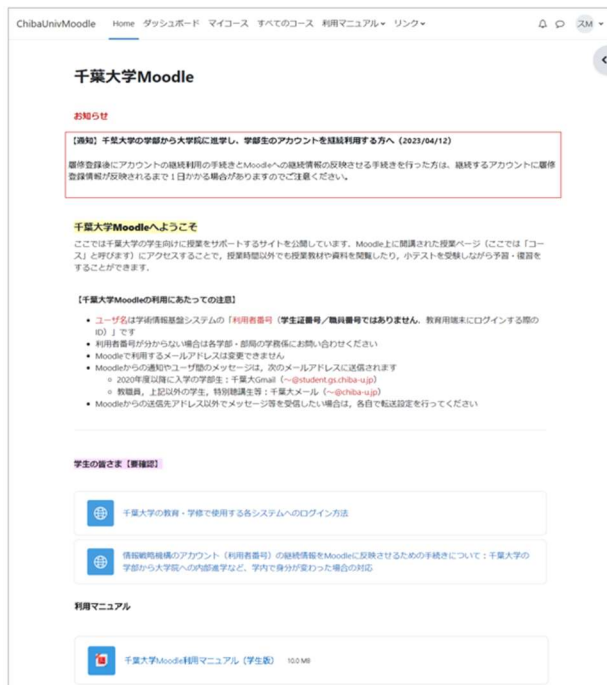 ChibaUnivMoodle Home ダッシュボード マイコース すべてのコース 利用マニュアル リンク スM
千葉大学Moodle
お知らせ
【通知】千葉大学の学部から大学院に進学し、学部生のアカウントを継続利用する方へ（2023/04/12）
履修登録後にアカウントの継続利用の手続きとMoodleへの継続情報の反映させる手続きを行った方は、継続するアカウントに履修
登録情報が反映されるまで１日かかる場合がありますのでご注意ください。
千葉大学Moodleへようこそ
ここでは千葉大学の学生向けに授業をサポートするサイトを公開しています．Moodle上に開講された授業ページ（ここでは「コー
ス」と呼びます）にアクセスすることで，授業時間以外でも授業教材や資料を閲覧したり，小テストを受験しながら予習・復習を
することができます．
【千葉大学Moodleの利用にあたっての注意】
ユーザ名は学術情報基盤システムの「利用者番号（学生証番号／職員番号ではありません．教育用端末にログインする際の
ID）」です
利用者番号が分からない場合は各学部・部局の学務係にお問い合わせください
Moodleで利用するメールアドレスは変更できません
Moodleからの通知やユーザ間のメッセージは，次のメールアドレスに送信されます
2020年度以降に入学の学部生：千葉大Gmail（～@student.gs.chiba-u.jp）
教職員，上記以外の学生，特別聴講生等：千葉大メール（～@chiba-u.jp）
Moodleからの送信先アドレス以外でメッセージ等を受信したい場合は，各自で転送設定を行ってください
学生の皆さま【要確認】
千葉大学の教育・学修で使用する各システムへのログイン方法
情報戦略機構のアカウント（利用者番号）の継続情報をMoodleに反映させるための手続きについて：千葉大学の
学部から大学院への内部進学など、学内で身分が変わった場合の対応
利用マニュアル
千葉大学Moodle利用マニュアル（学生版） 10.0 MB